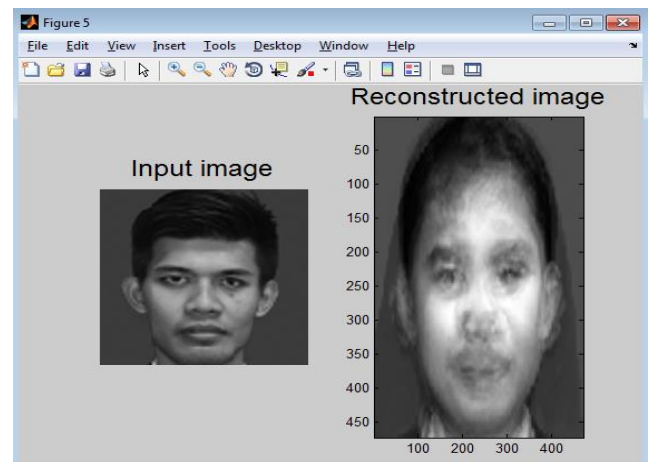 Figure 5
File Edit View Insert Tools Desktop Window Help
Reconstructed image
Input image
50
100
150
200
250
300
350
400
450
100 200 300 400